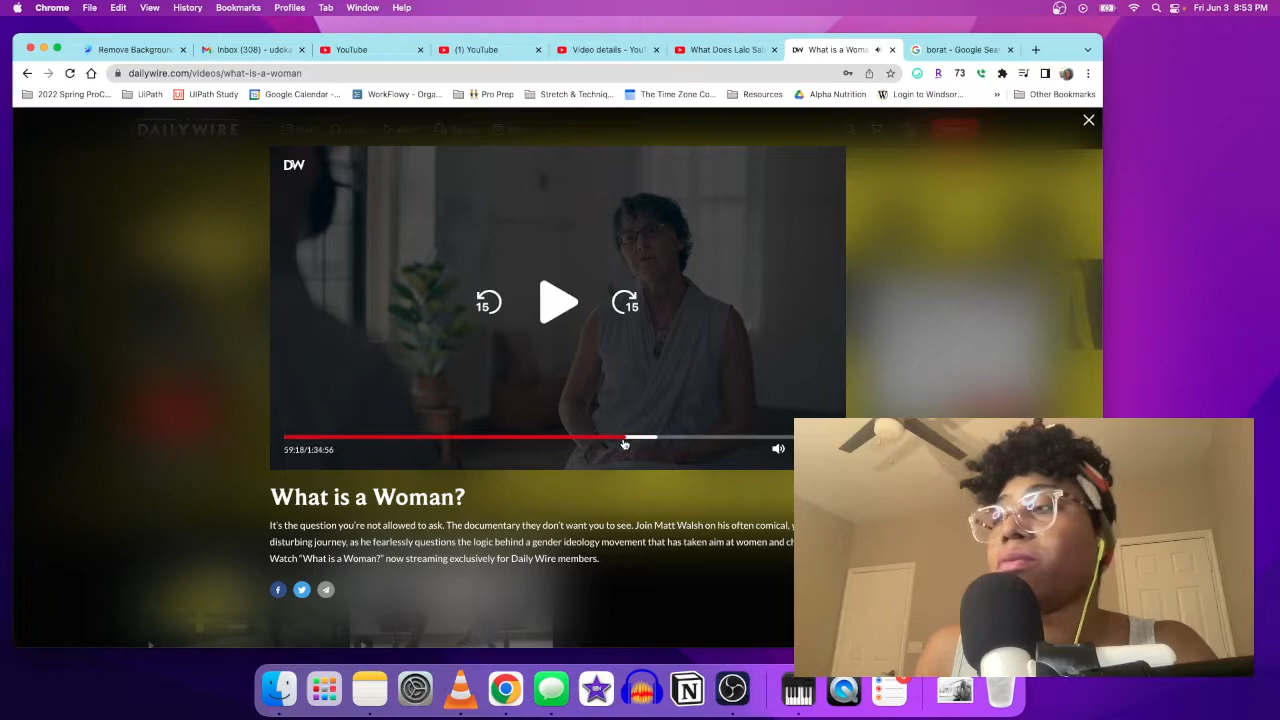 Chrome File Edit View History Bookmarks Profiles Tab Window Help Fri Jun 3 8:53 PM
Remove Backgroun Inbox (308) - udoka YouTube (1) YouTube Video details - YouT What Does Lalo Sal DW What is a Woma borat - Google Sea
dailywire.com/videos/what-is-a-woman 73
2022 Spring ProC... UiPath UiPath Study Google Calendar -... WorkFlowy - Orga... Pro Prep Stretch & Techniq... The Time Zone Co... Resources Alpha Nutrition Login to Windsor... » Other Bookmarks
DAILYWIRE
DW
15 15
59:18/1:34:56
What is a Woman?
It's the question you're not allowed to ask. The documentary they don't want you to see. Join Matt Walsh on his often comical,
disturbing journey, as he fearlessly questions the logic behind a gender ideology movement that has taken aim at women and ch
Watch “What is a Woman?” now streaming exclusively for Daily Wire members.